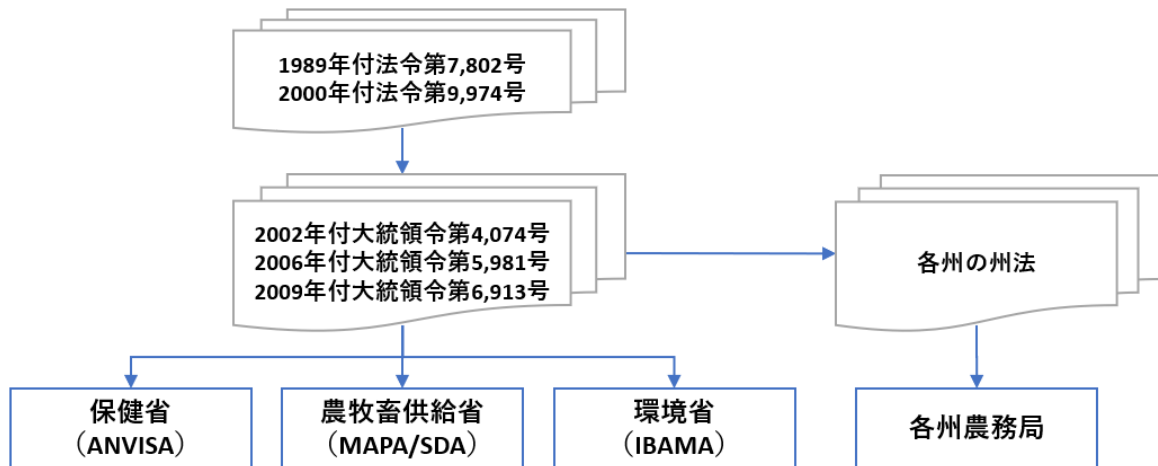 1989年付法令第7,802号
2000年付法令第9,974号
2002年付大統領令第4,074号
2006年付大統領令第5,981号
2009年付大統領令第6,913号
各州の州法
保健省
（ANVISA）
農牧畜供給省
（MAPA/SDA）
環境省
（IBAMA）
各州農務局